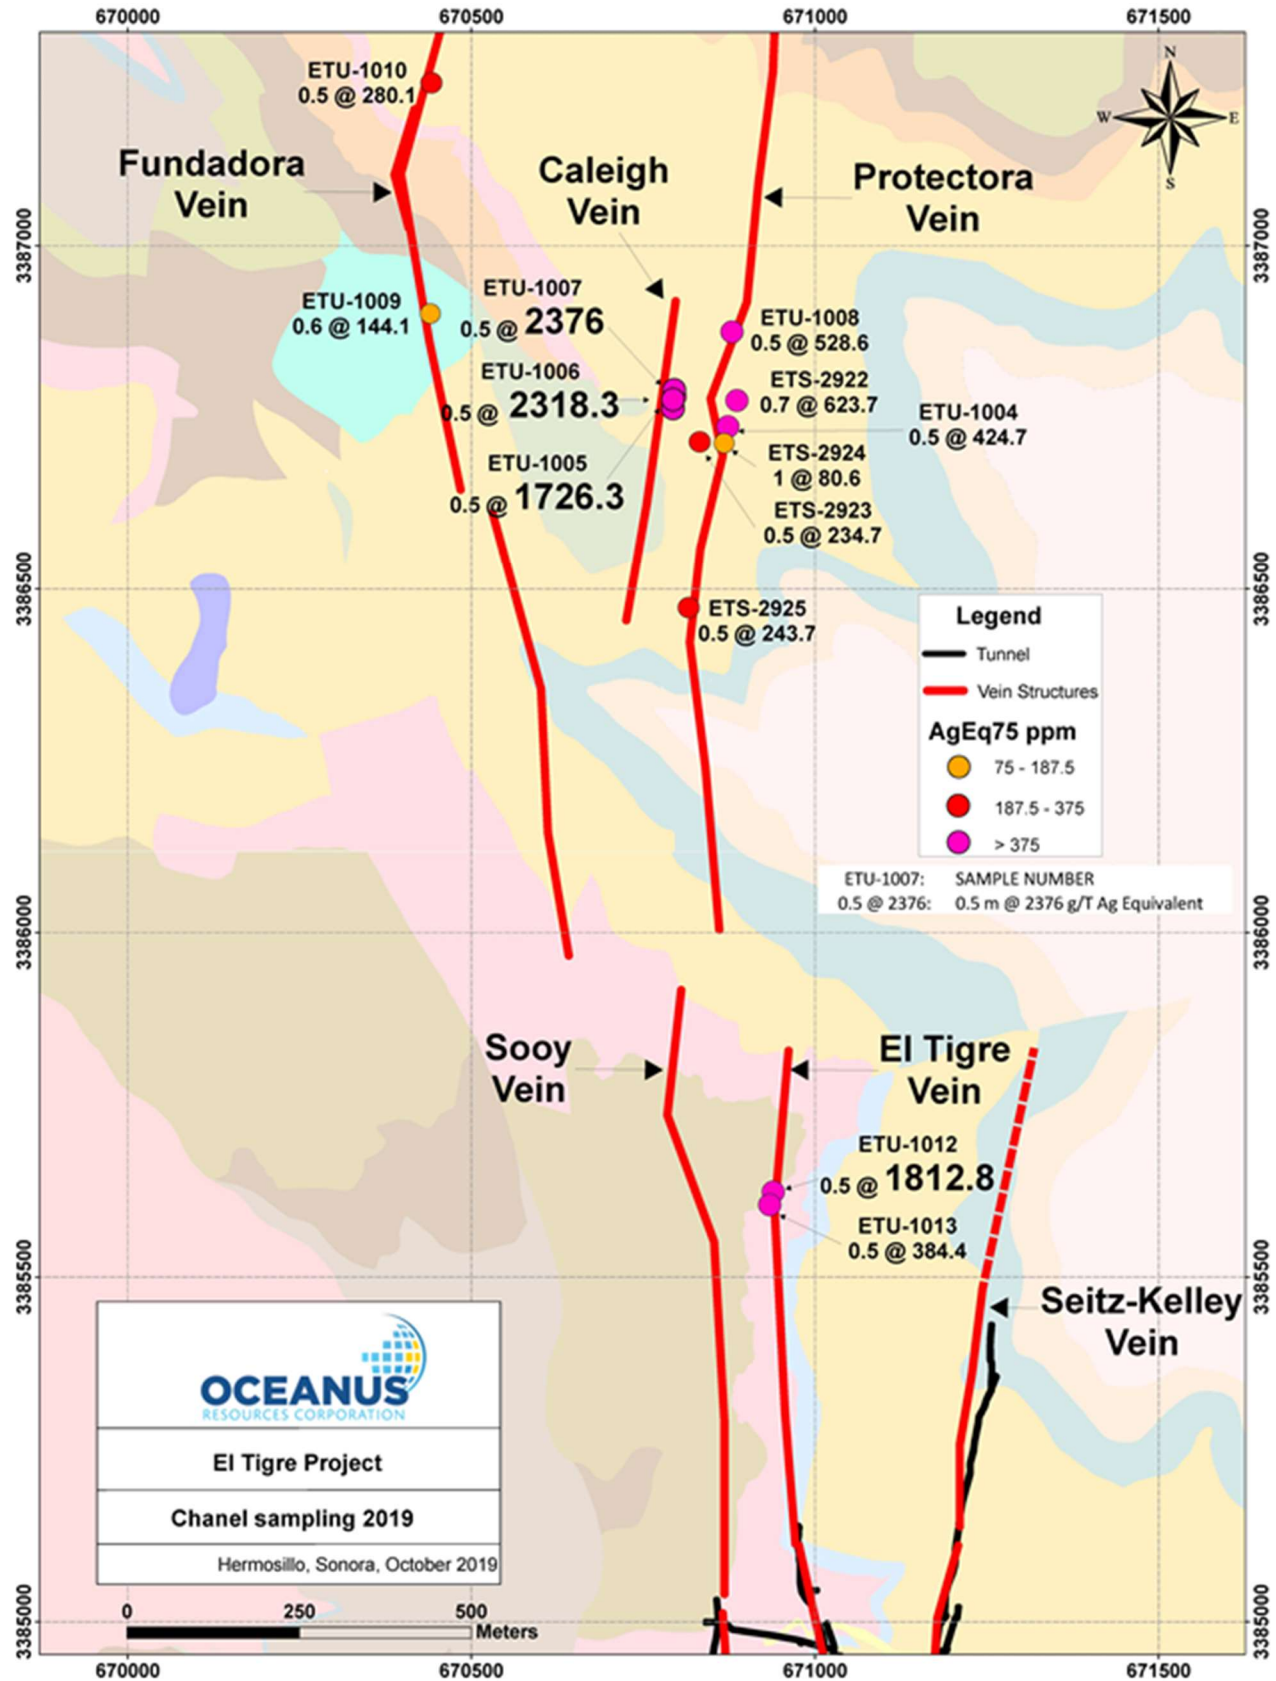 670000
670500
671000
671500
ETU-1010
0.5 @ 280.1
N
W
E
S
Fundadora
Vein
Caleigh
Vein
Protectora
Vein
3387000
3387000
ETU-1009
0.6 @ 144.1
ETU-1007
0.5 @ 2376
ETU-1008
0.5 @ 528.6
ETU-1006
0.5 @ 2318.3
ETS-2922
0.7 @ 623.7
ETU-1004
0.5 @ 424.7
ETU-1005
0.5 @ 1726.3
ETS-2924
1 @ 80.6
ETS-2923
0.5 @ 234.7
3386500
3386500
ETS-2925
0.5 @ 243.7
Legend
Tunnel
Vein Structures
AgEq75 ppm
75 - 187.5
187.5 - 375
> 375
ETU-1007: SAMPLE NUMBER
0.5 @ 2376: 0.5 m @ 2376 g/T Ag Equivalent
3386000
3386000
Sooy
Vein
El Tigre
Vein
ETU-1012
0.5 @ 1812.8
ETU-1013
0.5 @ 384.4
3385500
3385500
Seitz-Kelley
Vein
OCEANUS
RESOURCES CORPORATION
El Tigre Project
Chanel sampling 2019
Hermosillo, Sonora, October 2019
0
250
500
Meters
3385000
3385000
670000
670500
671000
671500